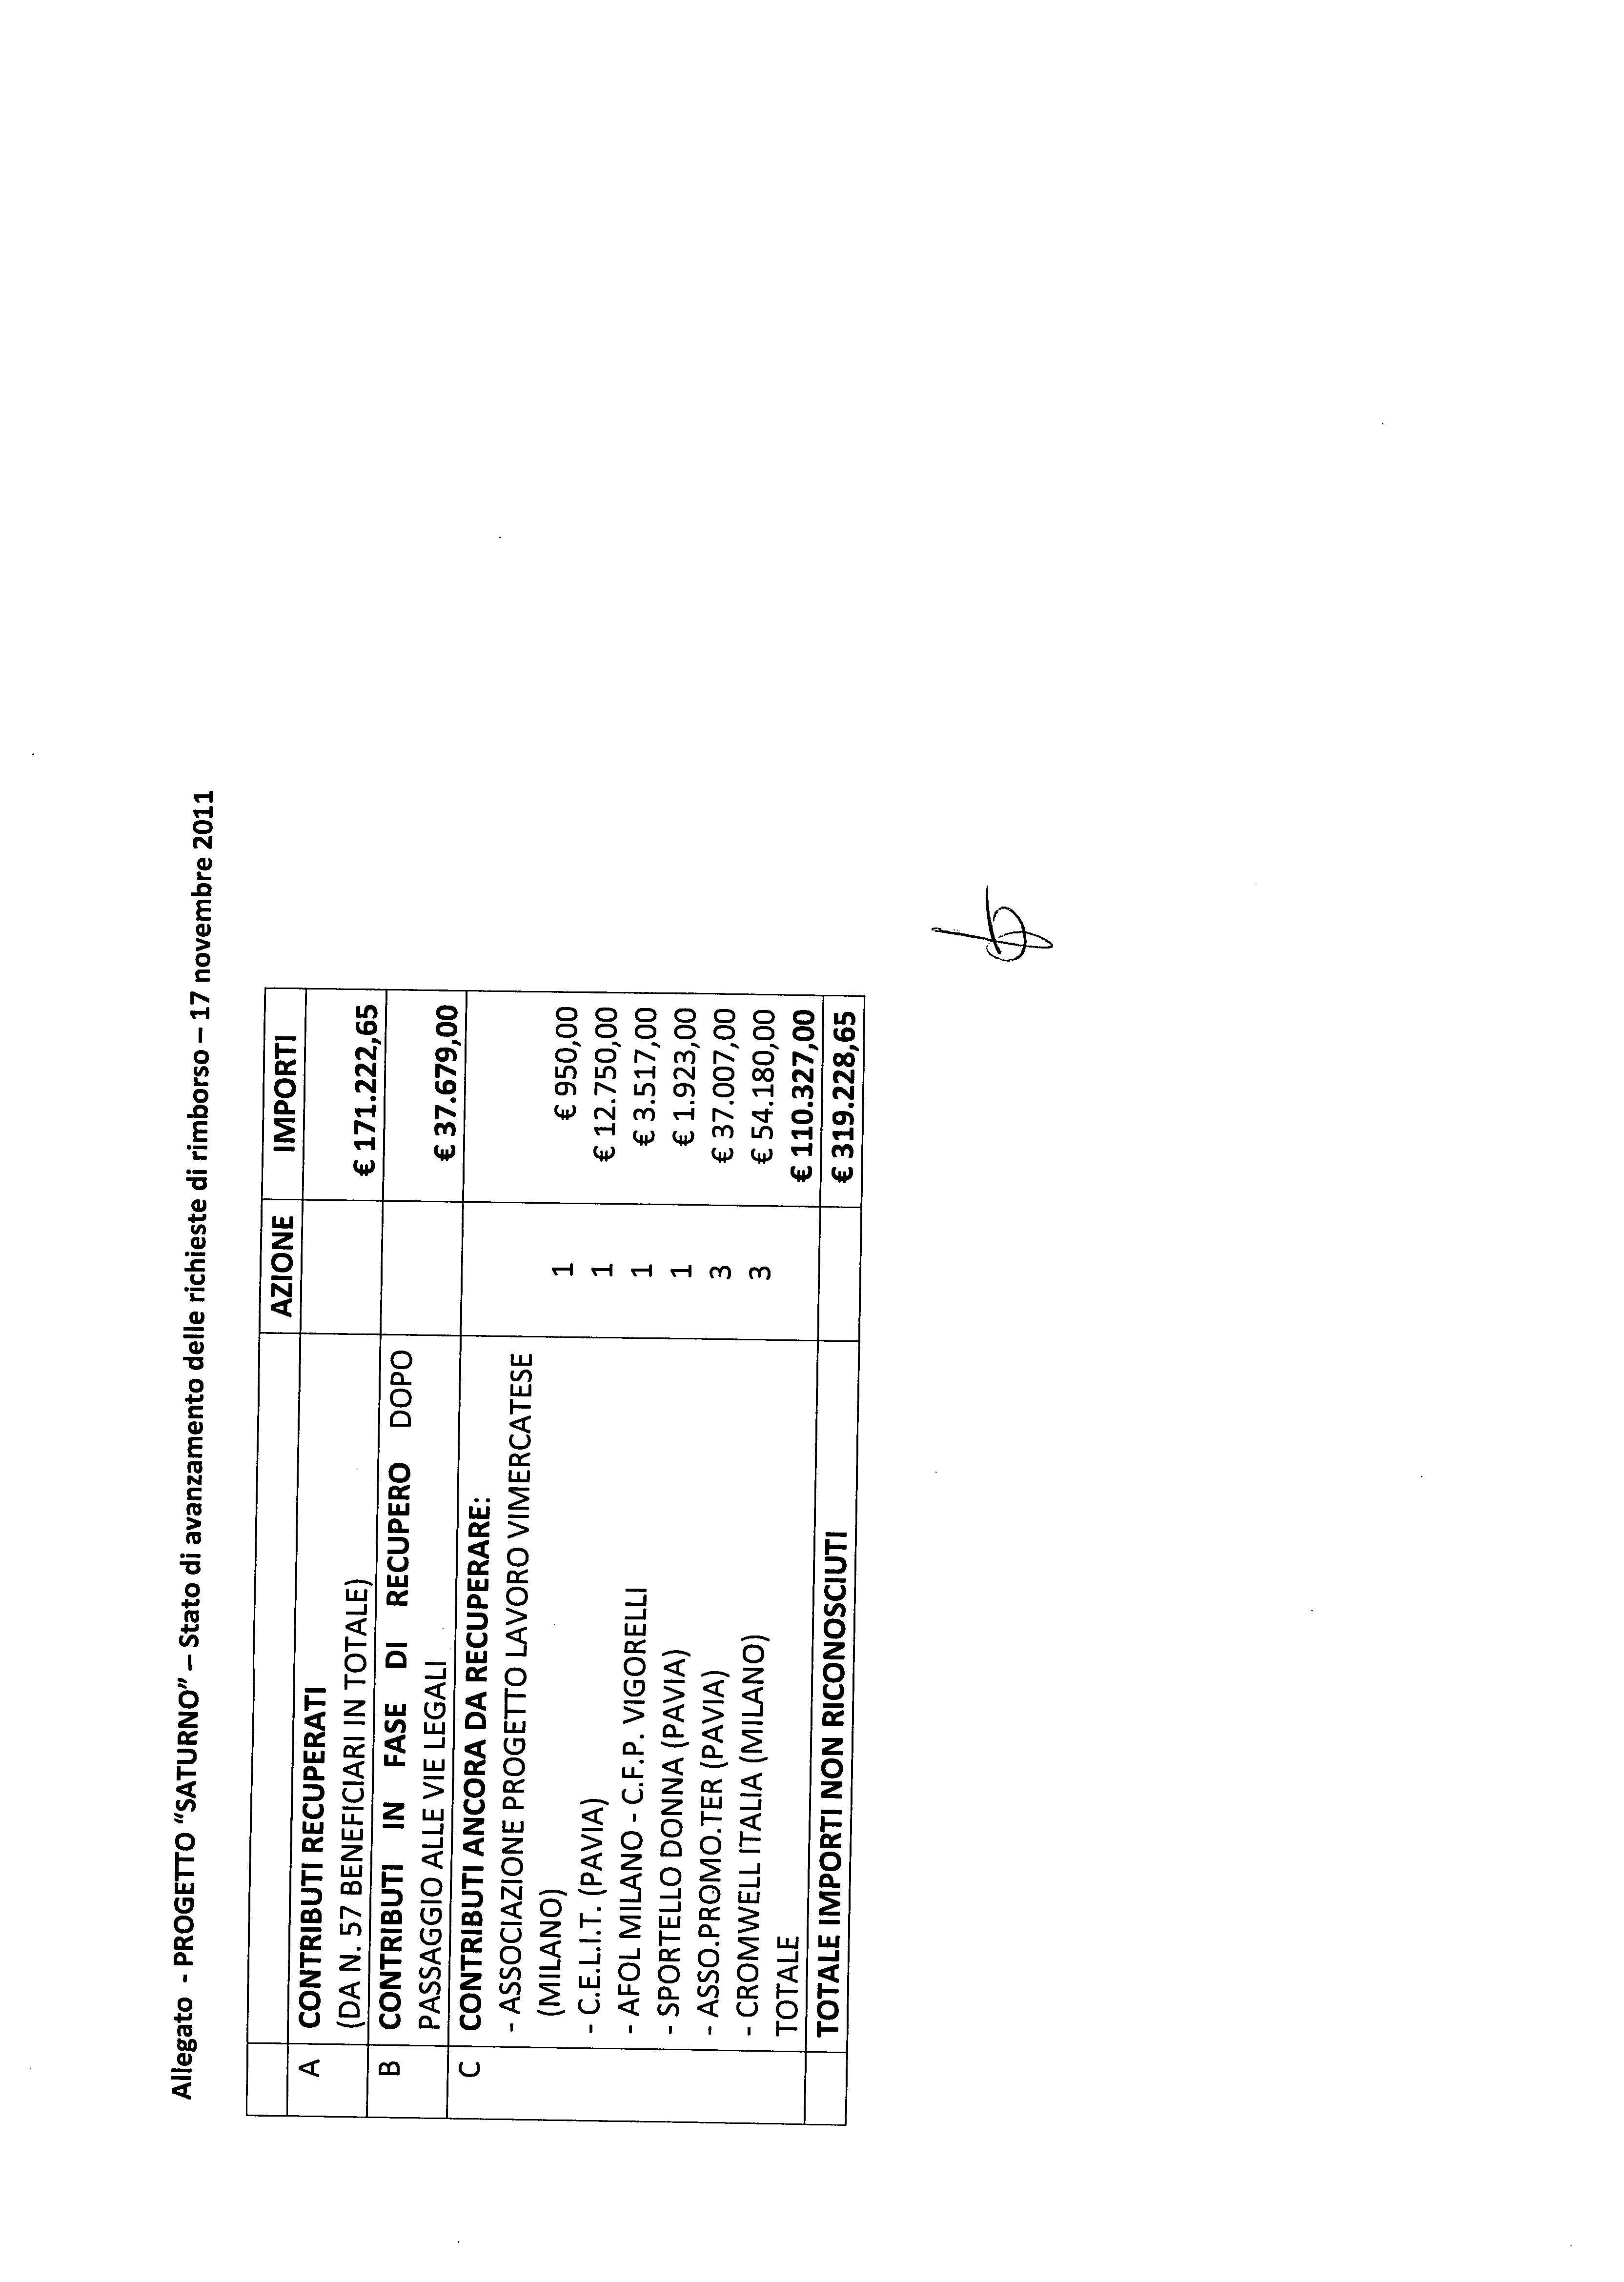 Allegato - PROGETTO “SATURNO” – Stato di avanzamento delle richieste di rimborso – 17 novembre 2011
AZIONE IMPORTI
A CONTRIBUTI RECUPERATI
(DA N. 57 BENEFICIARI IN TOTALE) € 171.222,65
B CONTRIBUTI IN FASE DI RECUPERO DOPO
PASSAGGIO ALLE VIE LEGALI € 37.679,00
C CONTRIBUTI ANCORA DA RECUPERARE:
- ASSOCIAZIONE PROGETTO LAVORO VIMERCATESE
(MILANO) 1 € 950,00
- C.E.L.I.T. (PAVIA) 1 € 12.750,00
- AFOL MILANO - C.F.P. VIGORELLI 1 € 3.517,00
- SPORTELLO DONNA (PAVIA) 1 € 1.923,00
- ASSO.PROMO.TER (PAVIA) 3 € 37.007,00
- CROMWELL ITALIA (MILANO) 3 € 54.180,00
TOTALE € 110.327,00
TOTALE IMPORTI NON RICONOSCIUTI € 319.228,65